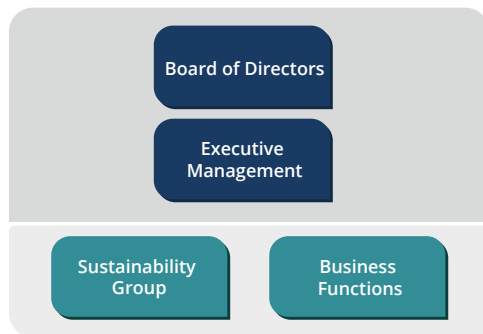 Board of Directors
Executive
Management
Sustainability
Group
Business
Functions